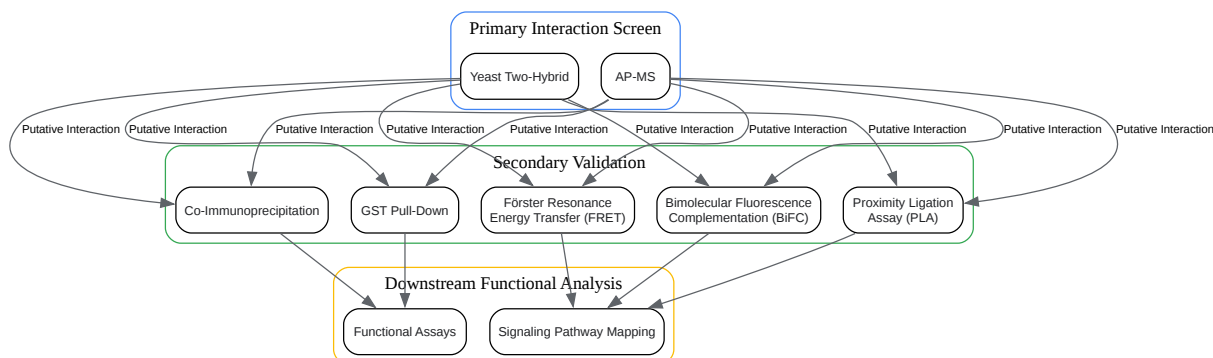 Primary Interaction Screen
Yeast Two-Hybrid
AP-MS
Putative Interaction
Putative Interaction
Putative Interaction
Putative Interaction
Putative Interaction
Putative Interaction
Putative Interaction
Putative Interaction
Putative Interaction
Putative Interaction
Secondary Validation
Co-Immunoprecipitation
GST Pull-Down
Förster Resonance
Energy Transfer (FRET)
Bimolecular Fluorescence
Complementation (BiFC)
Proximity Ligation
Assay (PLA)
Downstream Functional Analysis
Functional Assays
Signaling Pathway Mapping